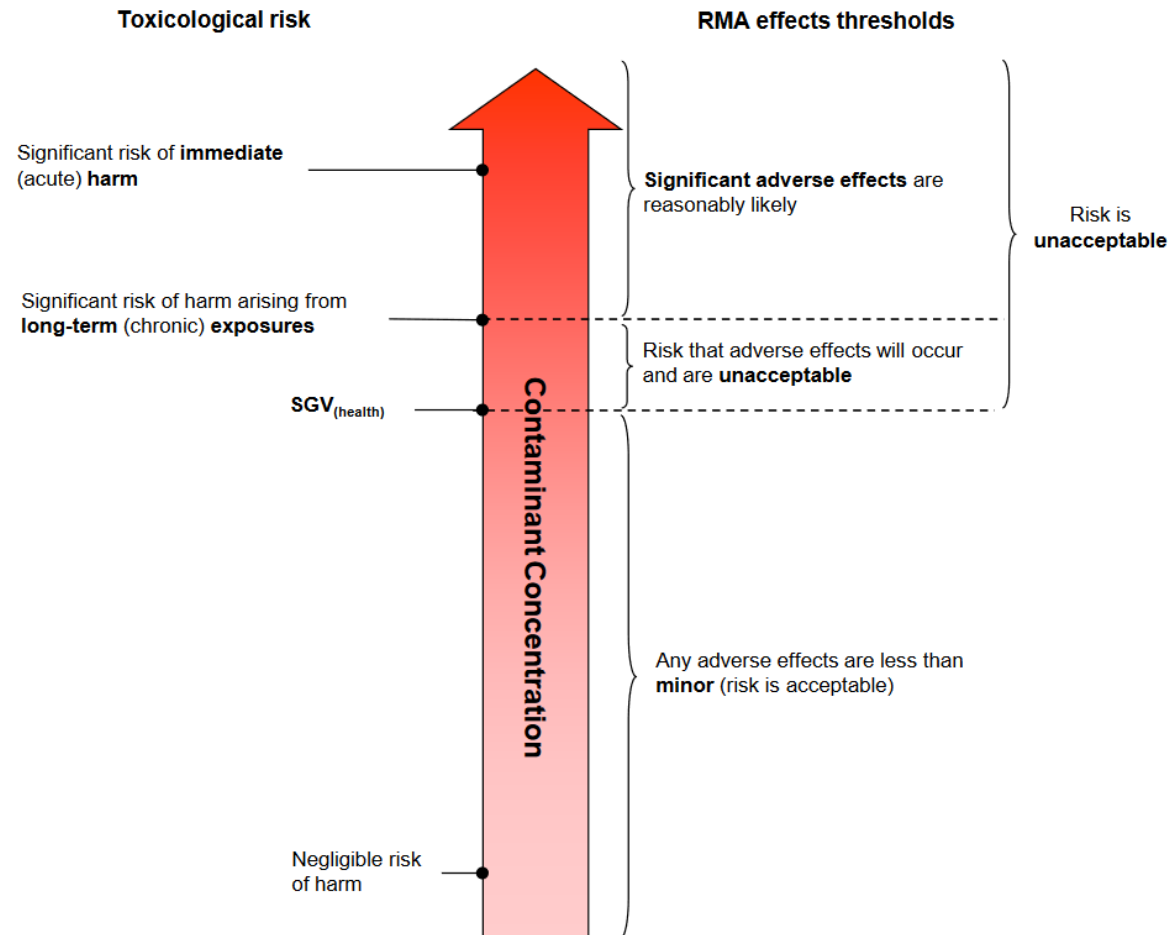 Toxicological risk
RMA effects thresholds
Significant risk of immediate
(acute) harm
Significant adverse effects are
reasonably likely
Risk is
unacceptable
Significant risk of harm arising from
long-term (chronic) exposures
Risk that adverse effects will occur
and are unacceptable
SGV(health)
Contaminant Concentration
Any adverse effects are less than
minor (risk is acceptable)
Negligible risk
of harm